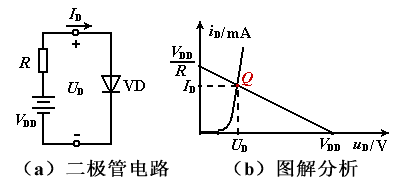 I_D
+
R
U_D
VD
V_DD
−
i_D/mA
V_DD/R
I_D
Q
O
U_D
V_DD
u_D/V
（a）二极管电路
（b）图解分析